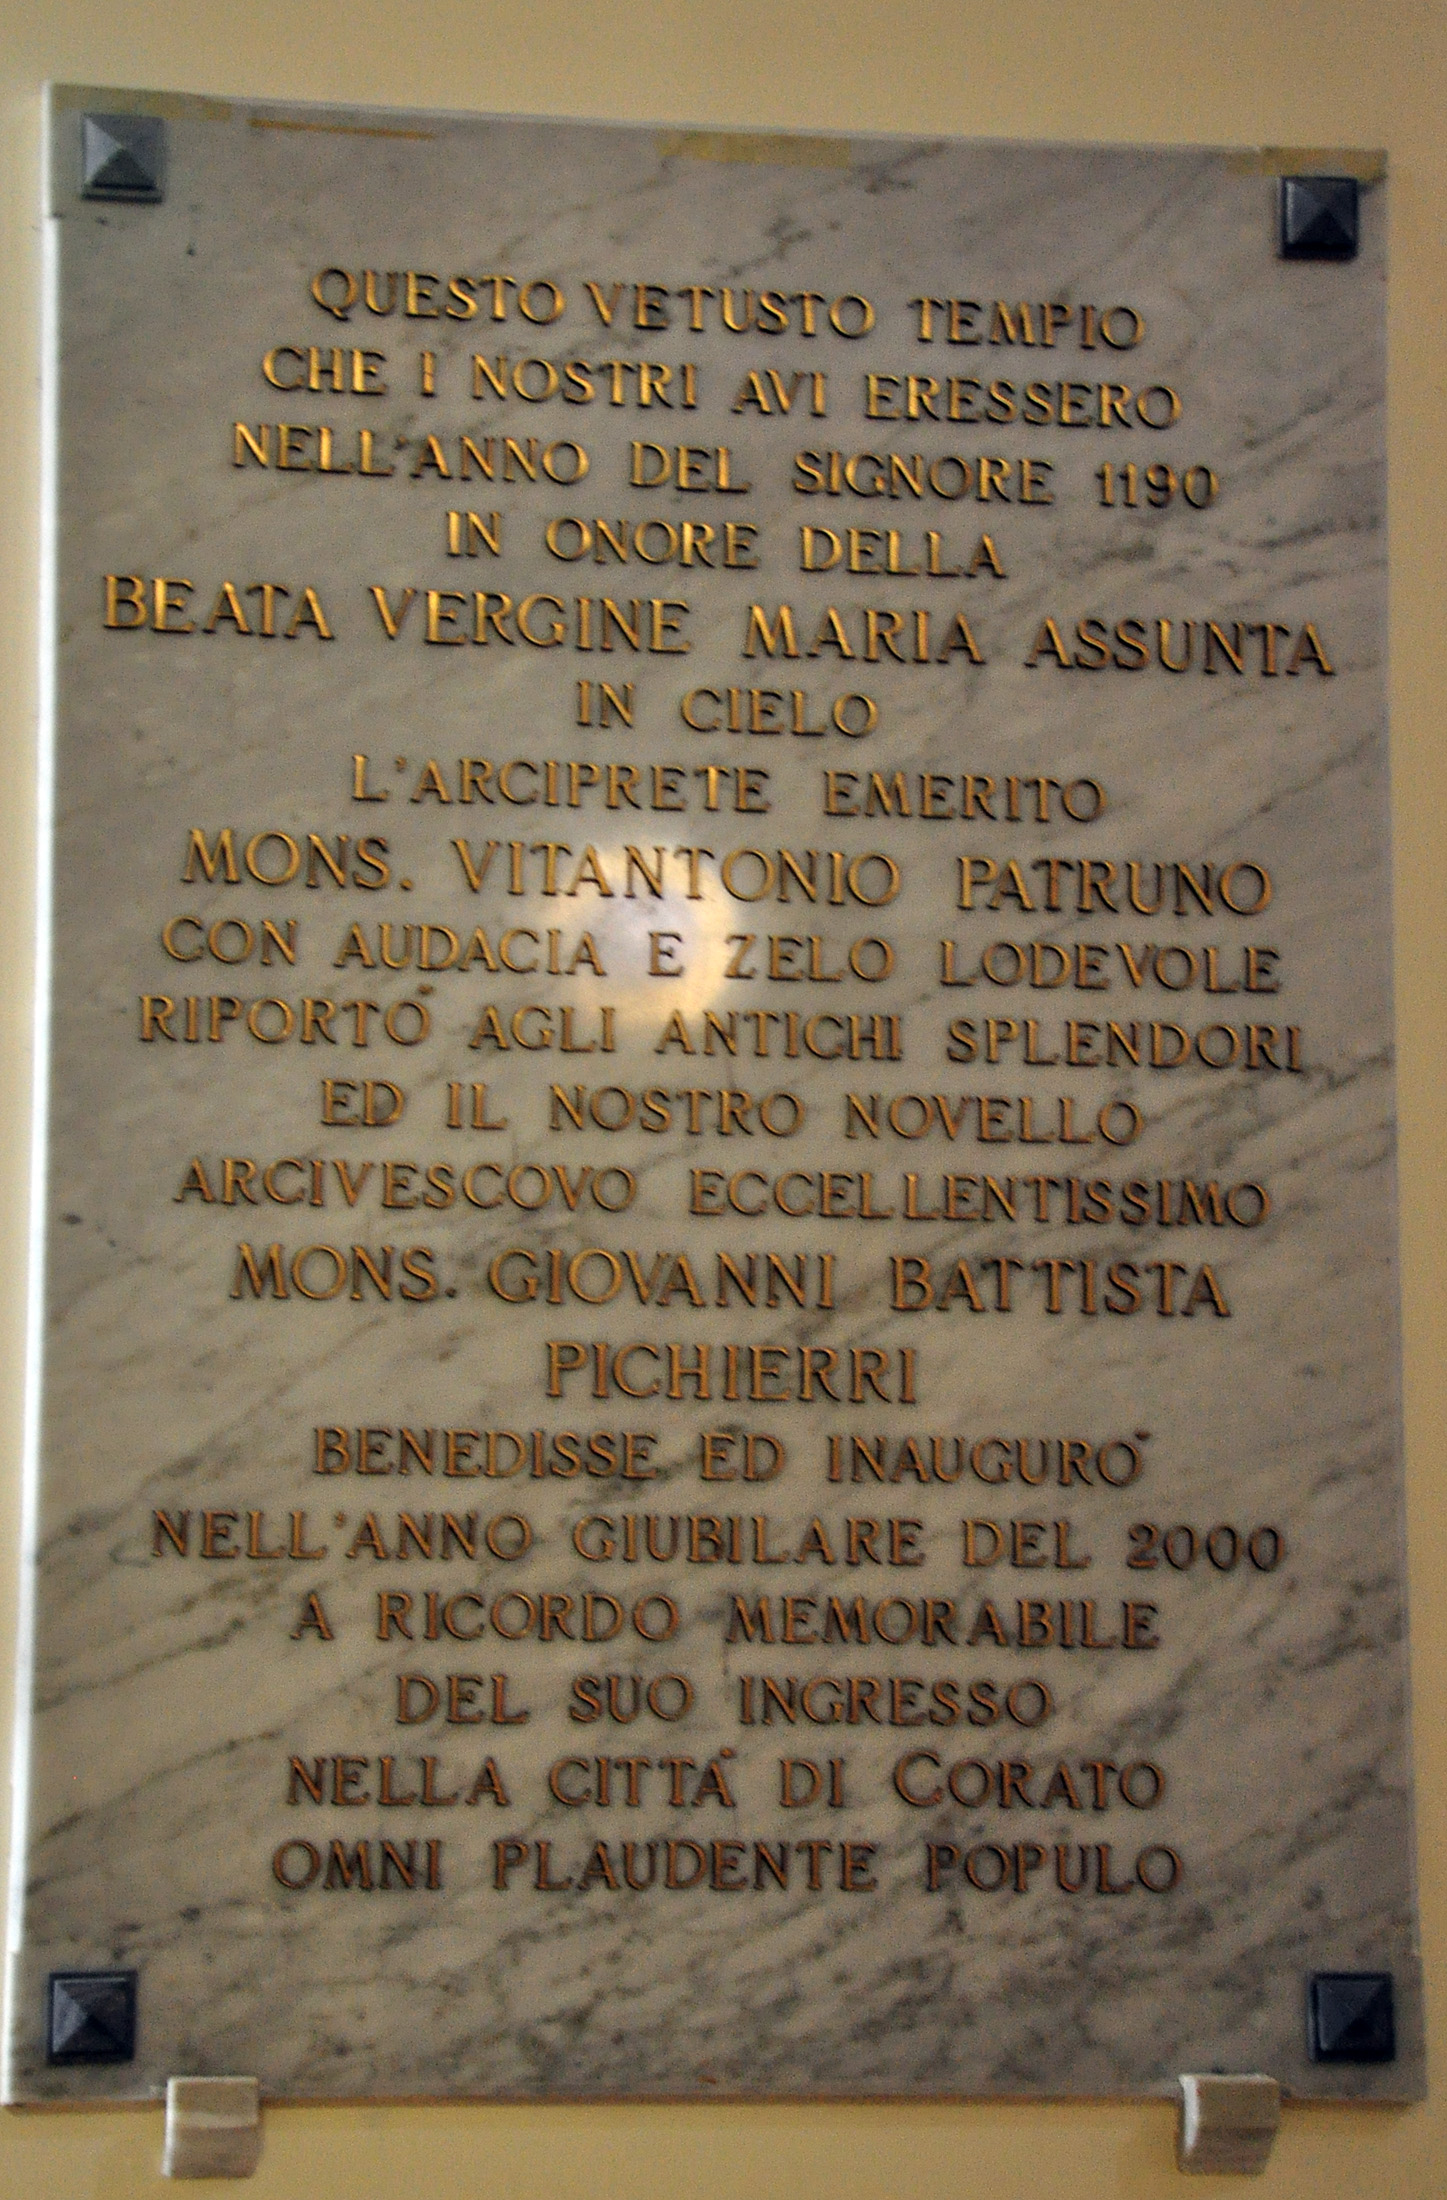 QUESTO VETUSTO TEMPIO
CHE I NOSTRI AVI ERESSERO
NELL'ANNO DEL SIGNORE 1190
IN ONORE DELLA
BEATA VERGINE MARIA ASSUNTA
IN CIELO
L'ARCIPRETE EMERITO
MONS. VITANTONIO PATRUNO
CON AUDACIA E ZELO LODEVOLE
RIPORTO' AGLI ANTICHI SPLENDORI
ED IL NOSTRO NOVELLO
ARCIVESCOVO ECCELLENTISSIMO
MONS. GIOVANNI BATTISTA
PICHIERRI
BENEDISSE ED INAUGURO'
NELL'ANNO GIUBILARE DEL 2000
A RICORDO MEMORABILE
DEL SUO INGRESSO
NELLA CITTA' DI CORATO
OMNI PLAUDENTE POPULO